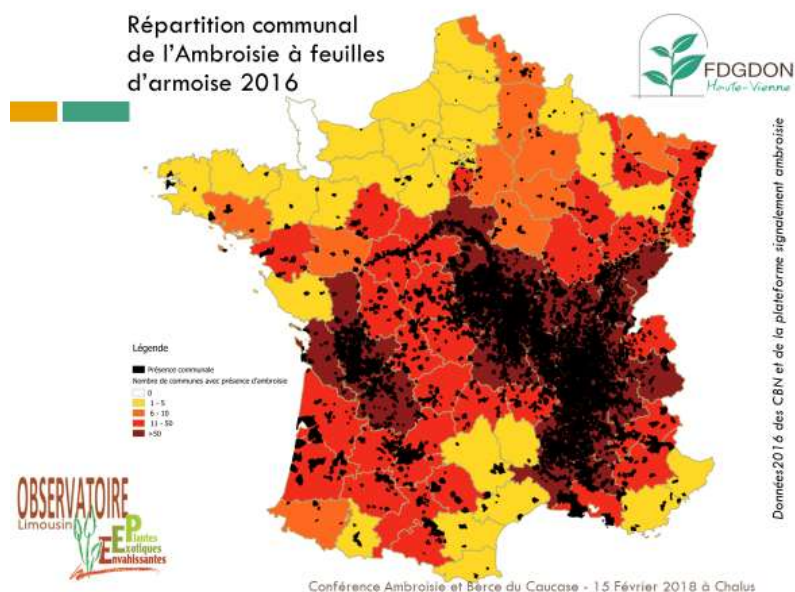 Répartition communal
de l'Ambroisie à feuilles
d'armoise 2016
FDGDON
Haute-Vienne
Données2016 des CBN et de la plateforme signalement ambroisie
Légende
Présence communale
Nombre de communes avec présence d'ambroisie
0
1 - 5
6 - 10
11 - 50
>50
OBSERVATOIRE
Limousin
Plantes
Exotiques
Envahissantes
Conférence Ambroisie et Berce du Caucase - 15 Février 2018 à Chalus